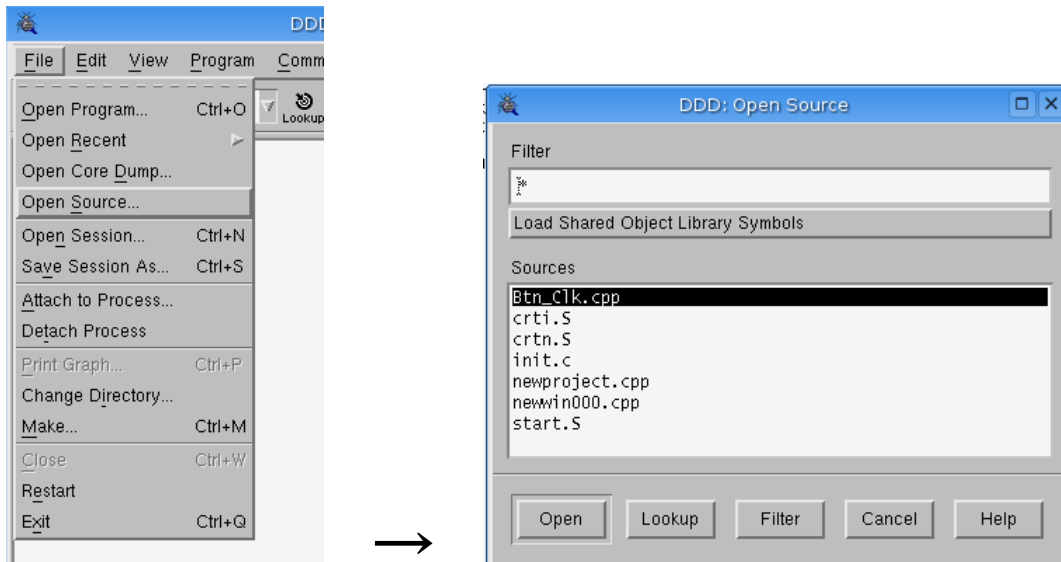 DDD
File Edit View Program Comm
Open Program... Ctrl+O
Lookup
Open Recent
Open Core Dump...
Open Source...
Open Session... Ctrl+N
Save Session As... Ctrl+S
Attach to Process...
Detach Process
Print Graph... Ctrl+P
Change Directory...
Make... Ctrl+M
Close Ctrl+W
Restart
Exit Ctrl+Q
→
DDD: Open Source
Filter
*
Load Shared Object Library Symbols
Sources
Btn_Clk.cpp
crti.S
crtn.S
init.c
newproject.cpp
newwin000.cpp
start.S
Open Lookup Filter Cancel Help